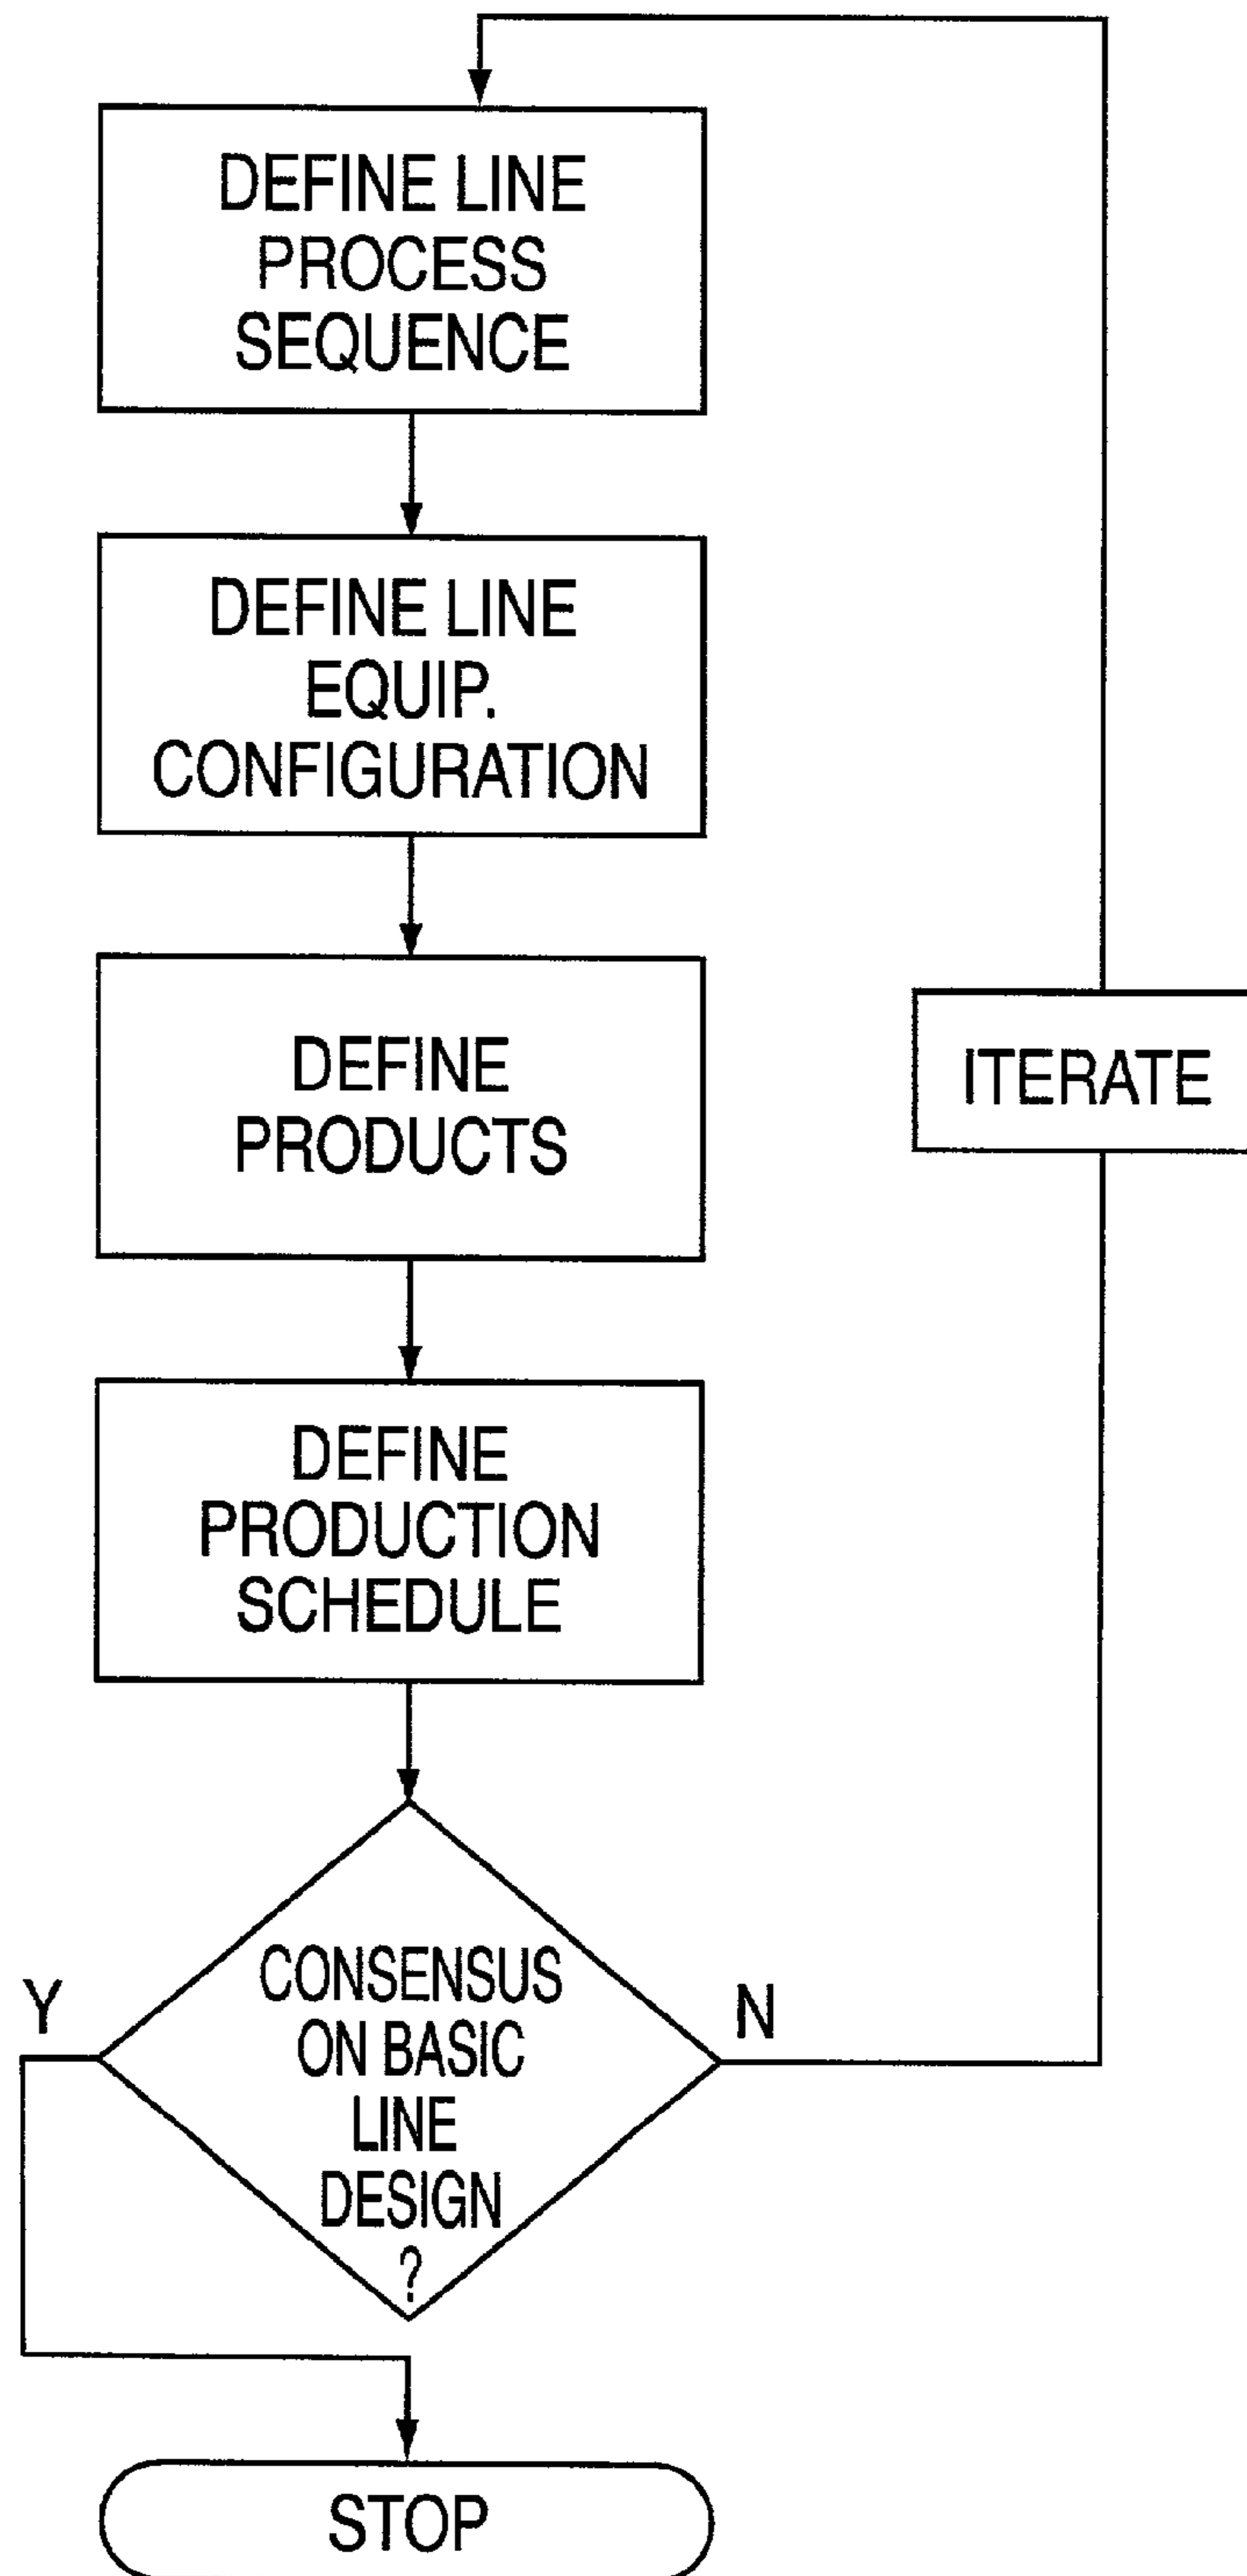 DEFINE LINE
PROCESS
SEQUENCE
DEFINE LINE
EQUIP.
CONFIGURATION
DEFINE
PRODUCTS
ITERATE
DEFINE
PRODUCTION
SCHEDULE
CONSENSUS
ON BASIC
LINE
DESIGN
?
Y
N
STOP